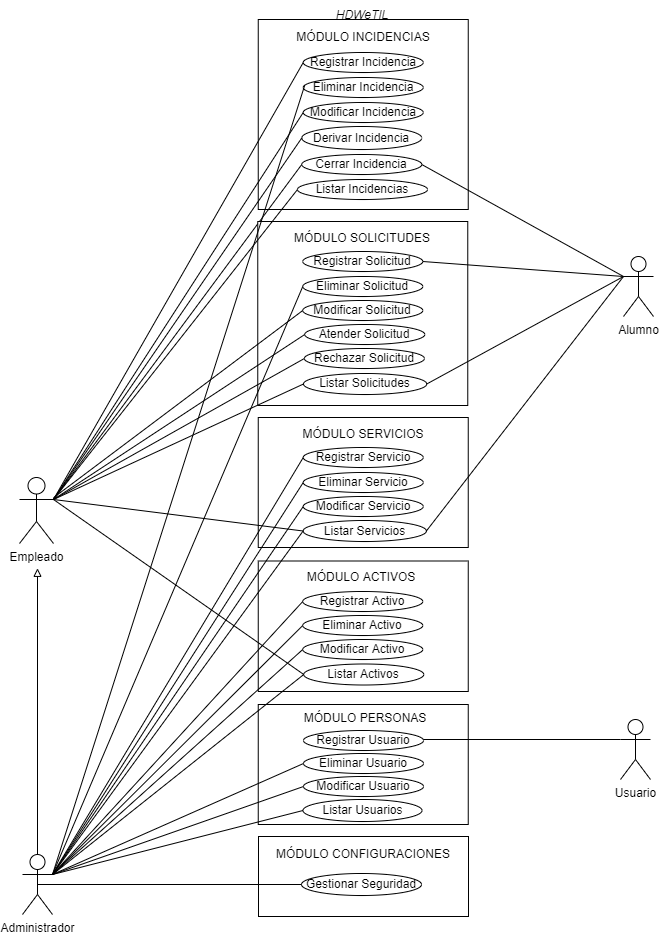 HDWeTIL
MÓDULO INCIDENCIAS
Registrar Incidencia
Eliminar Incidencia
Modificar Incidencia
Derivar Incidencia
Cerrar Incidencia
Listar Incidencias
MÓDULO SOLICITUDES
Registrar Solicitud
Eliminar Solicitud
Modificar Solicitud
Atender Solicitud
Rechazar Solicitud
Listar Solicitudes
Alumno
MÓDULO SERVICIOS
Registrar Servicio
Eliminar Servicio
Modificar Servicio
Listar Servicios
Empleado
MÓDULO ACTIVOS
Registrar Activo
Eliminar Activo
Modificar Activo
Listar Activos
MÓDULO PERSONAS
Registrar Usuario
Eliminar Usuario
Modificar Usuario
Listar Usuarios
Usuario
MÓDULO CONFIGURACIONES
Gestionar Seguridad
Administrador